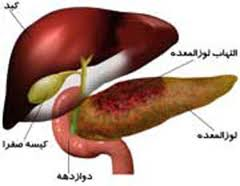 کبد
التهاب لوزالمعده
لوزالمعده
کیسه صفرا
دوازدهه